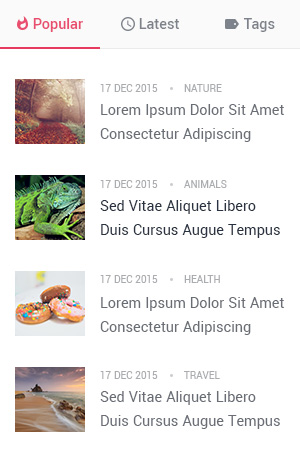 Popular Latest Tags
17 DEC 2015 • NATURE
Lorem Ipsum Dolor Sit Amet
Consectetur Adipiscing
17 DEC 2015 • ANIMALS
Sed Vitae Aliquet Libero
Duis Cursus Augue Tempus
17 DEC 2015 • HEALTH
Lorem Ipsum Dolor Sit Amet
Consectetur Adipiscing
17 DEC 2015 • TRAVEL
Sed Vitae Aliquet Libero
Duis Cursus Augue Tempus